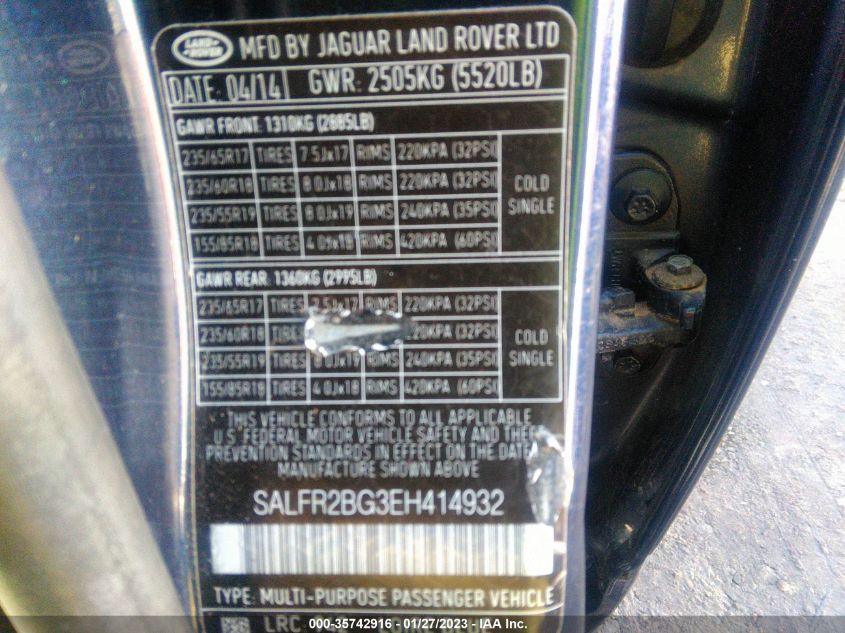 LAND ROVER MFD BY JAGUAR LAND ROVER LTD
DATE: 04/14 GWR: 2505KG (5520LB)
GAWR FRONT: 1310KG (2885LB)
235/65R17 TIRES 7.5Jx17 RIMS 220KPA (32PSI)
235/60R18 TIRES 8.0Jx18 RIMS 220KPA (32PSI)
235/55R19 TIRES 8.0Jx19 RIMS 240KPA (35PSI)
155/85R18 TIRES 4.0Jx18 RIMS 420KPA (60PSI)
COLD
SINGLE
GAWR REAR: 1360KG (2995LB)
235/65R17 TIRES 7.5Jx17 RIMS 220KPA (32PSI)
235/60R18 TIRES 220KPA (32PSI)
235/55R19 TIRES RIMS 240KPA (35PSI)
155/85R18 TIRES 4.0Jx18 RIMS 420KPA (60PSI)
COLD
SINGLE
THIS VEHICLE CONFORMS TO ALL APPLICABLE
U.S. FEDERAL MOTOR VEHICLE SAFETY AND THEFT
PREVENTION STANDARDS IN EFFECT ON THE DATE
MANUFACTURE SHOWN ABOVE
SALFR2BG3EH414932
TYPE: MULTI-PURPOSE PASSENGER VEHICLE
LRC
000-35742916 - 01/27/2023 - IAA Inc.